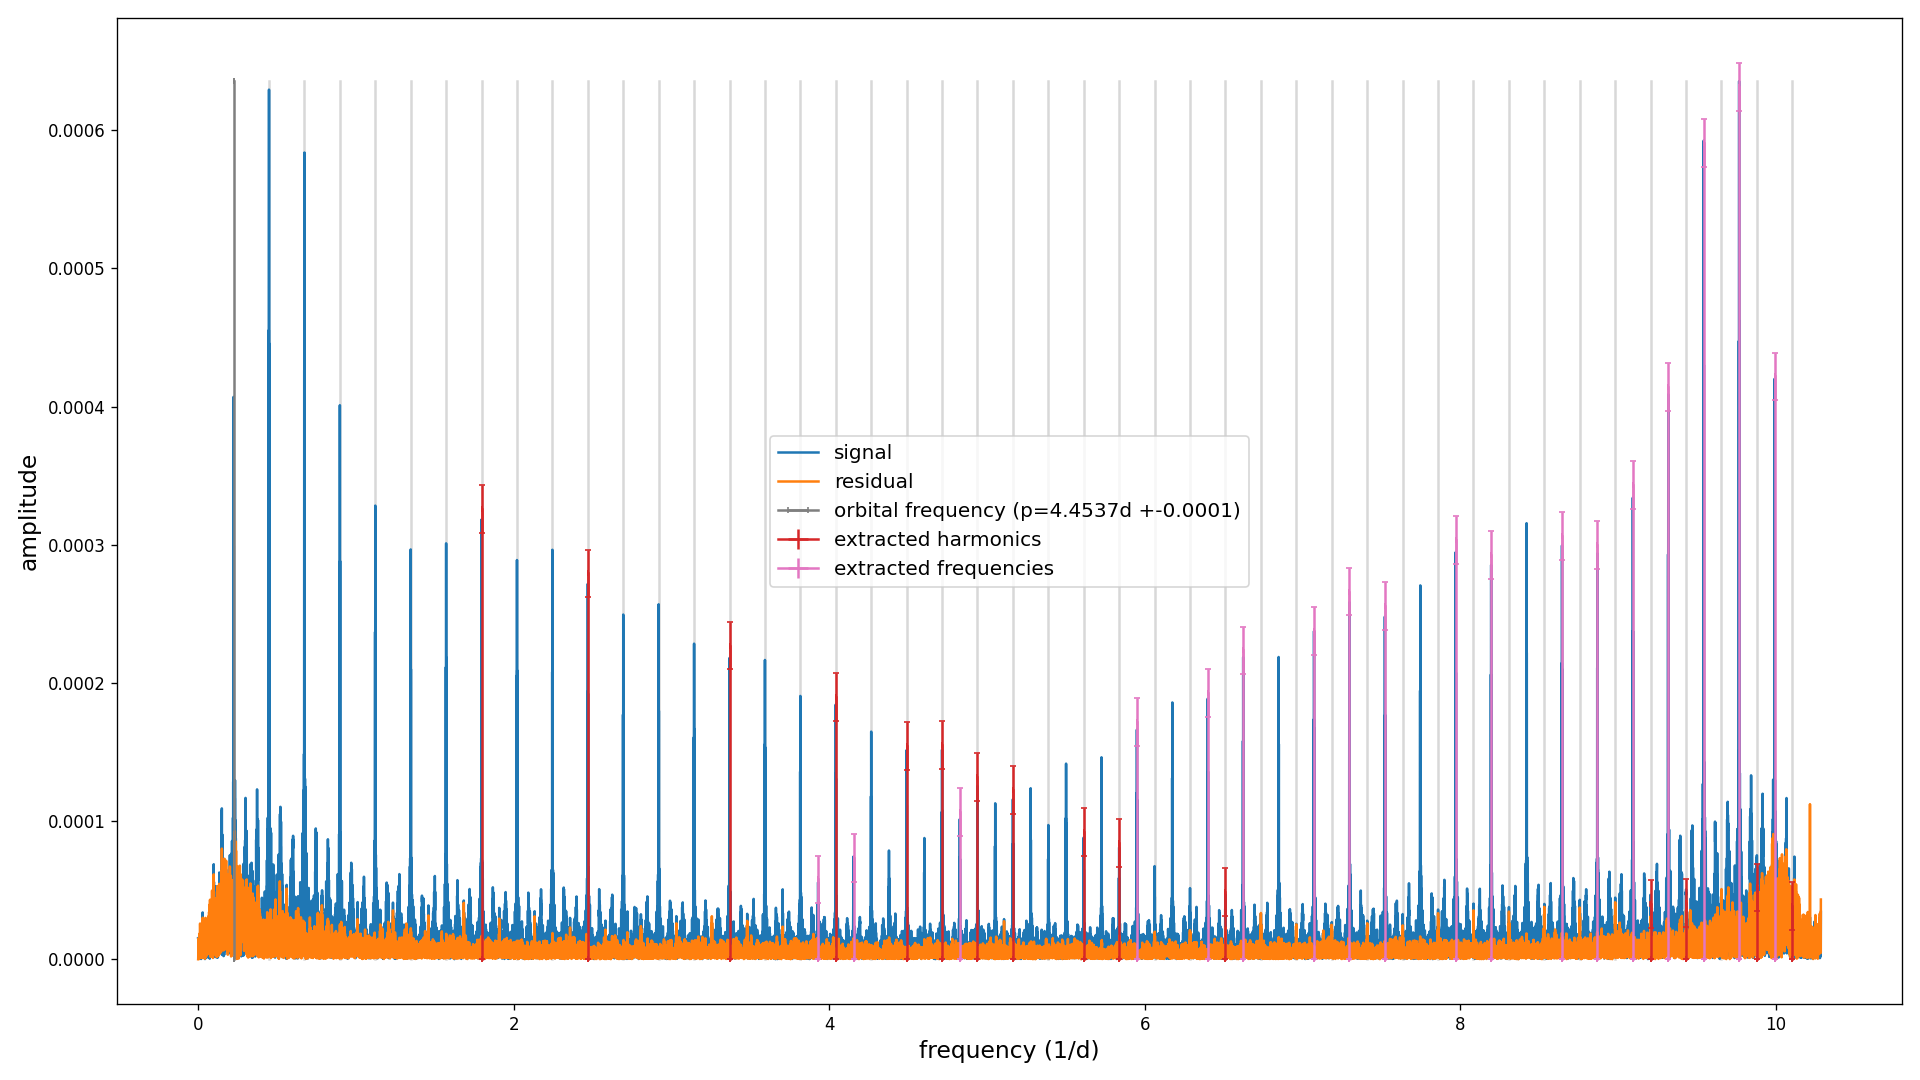 0.0006
0.0005
0.0004
0.0003
0.0002
0.0001
0.0000
amplitude
signal
residual
orbital frequency (p=4.4537d +-0.0001)
extracted harmonics
extracted frequencies
0 2 4 6 8 10
frequency (1/d)